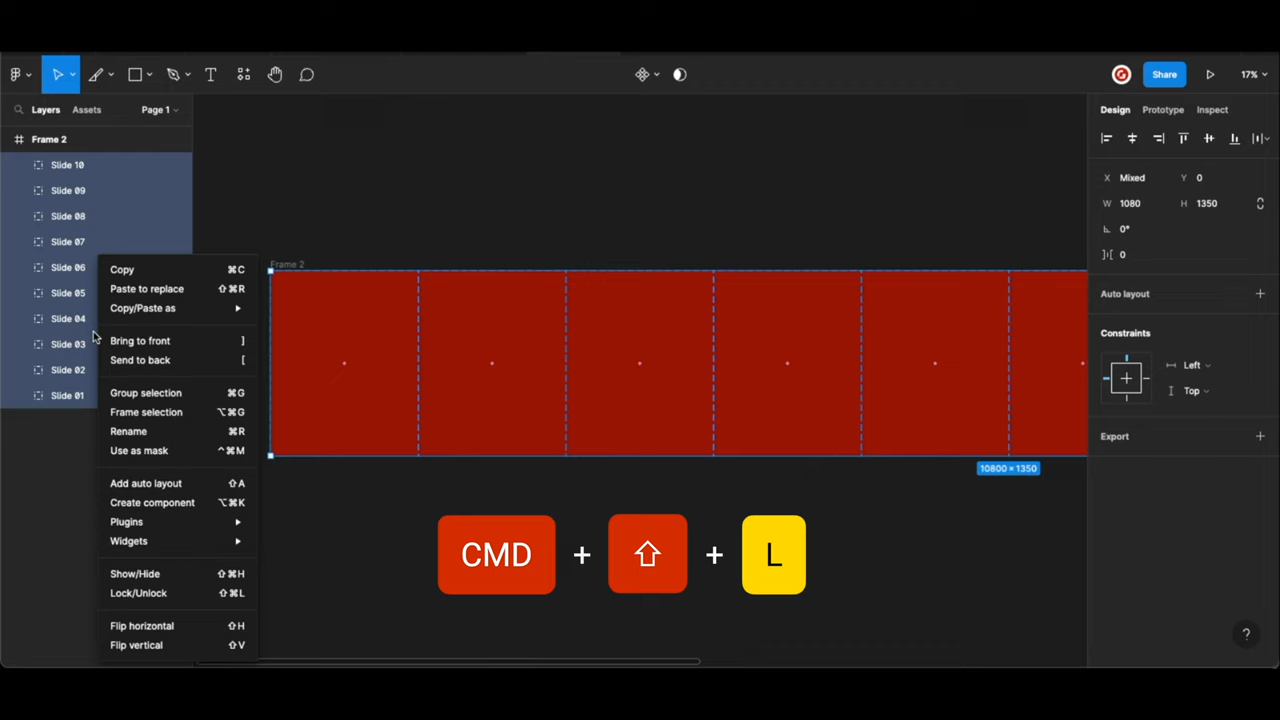 T
Share
17%
Layers
Assets
Page 1
Design
Prototype
Inspect
Frame 2
Slide 10
Slide 09
Slide 08
Slide 07
Slide 06
Slide 05
Slide 04
Slide 03
Slide 02
Slide 01
Copy ⌘C
Paste to replace ⇧⌘R
Copy/Paste as
Bring to front ]
Send to back [
Group selection ⌘G
Frame selection ⌥⌘G
Rename ⌘R
Use as mask ^⌘M
Add auto layout ⇧A
Create component ⌥⌘K
Plugins
Widgets
Show/Hide ⇧⌘H
Lock/Unlock ⇧⌘L
Flip horizontal ⇧H
Flip vertical ⇧V
Frame 2
10800 × 1350
CMD + ⇧ + L
X Mixed Y 0
W 1080 H 1350
0°
0
Auto layout
Constraints
Left
Top
Export
?